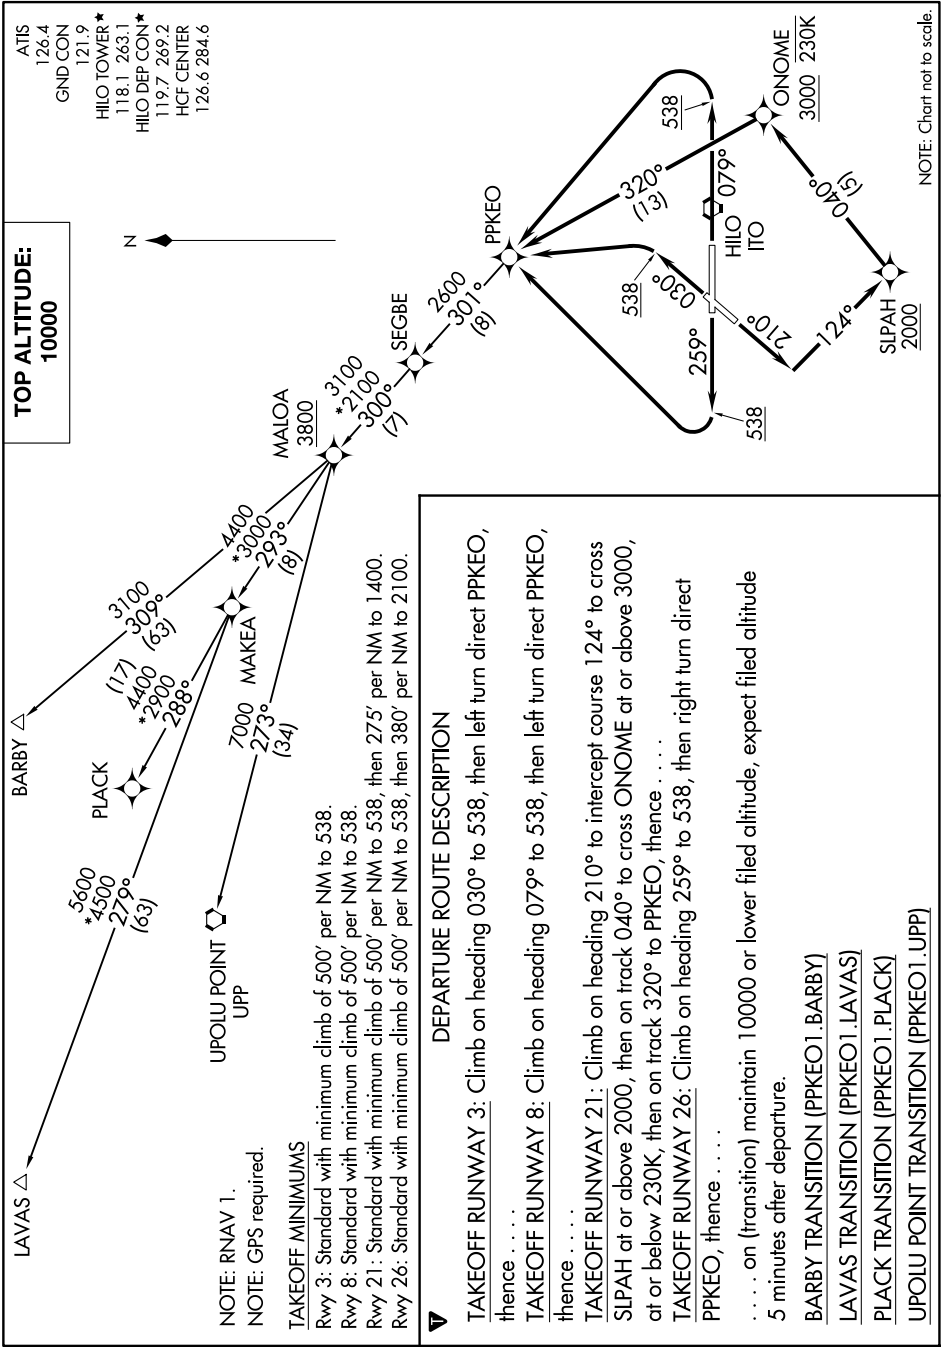 ATIS
126.4
GND CON
121.9
HILO TOWER★
118.1 263.1
HILO DEP CON★
119.7 269.2
HCF CENTER
126.6 284.6
TOP ALTITUDE:
10000
N
LAVAS
5600
*4500
279°
(63)
BARBY
3100
309°
(63)
PLACK
(17)
4400
*2900
288°
MAKEA
4400
*3000
293°
(8)
UPOLU POINT
UPP
7000
273°
(34)
MALOA
3800
3100
*2100
300°
(7)
SEGBE
2600
301°
(8)
PPKEO
320°
(13)
538
079°
HILO
ITO
538
030°
259°
538
210°
124°
SLPAH
2000
040°
(5)
ONOME
3000 230K
NOTE: Chart not to scale.
NOTE: RNAV 1.
NOTE: GPS required.
TAKEOFF MINIMUMS
Rwy 3: Standard with minimum climb of 500' per NM to 538.
Rwy 8: Standard with minimum climb of 500' per NM to 538.
Rwy 21: Standard with minimum climb of 500' per NM to 538, then 275' per NM to 1400.
Rwy 26: Standard with minimum climb of 500' per NM to 538, then 380' per NM to 2100.
T
DEPARTURE ROUTE DESCRIPTION
TAKEOFF RUNWAY 3: Climb on heading 030° to 538, then left turn direct PPKEO,
thence . . . .
TAKEOFF RUNWAY 8: Climb on heading 079° to 538, then left turn direct PPKEO,
thence . . . .
TAKEOFF RUNWAY 21: Climb on heading 210° to intercept course 124° to cross
SLPAH at or above 2000, then on track 040° to cross ONOME at or above 3000,
at or below 230K, then on track 320° to PPKEO, thence . . . .
TAKEOFF RUNWAY 26: Climb on heading 259° to 538, then right turn direct
PPKEO, thence . . . .
. . . . on (transition) maintain 10000 or lower filed altitude, expect filed altitude
5 minutes after departure.
BARBY TRANSITION (PPKEO1.BARBY)
LAVAS TRANSITION (PPKEO1.LAVAS)
PLACK TRANSITION (PPKEO1.PLACK)
UPOLU POINT TRANSITION (PPKEO1.UPP)